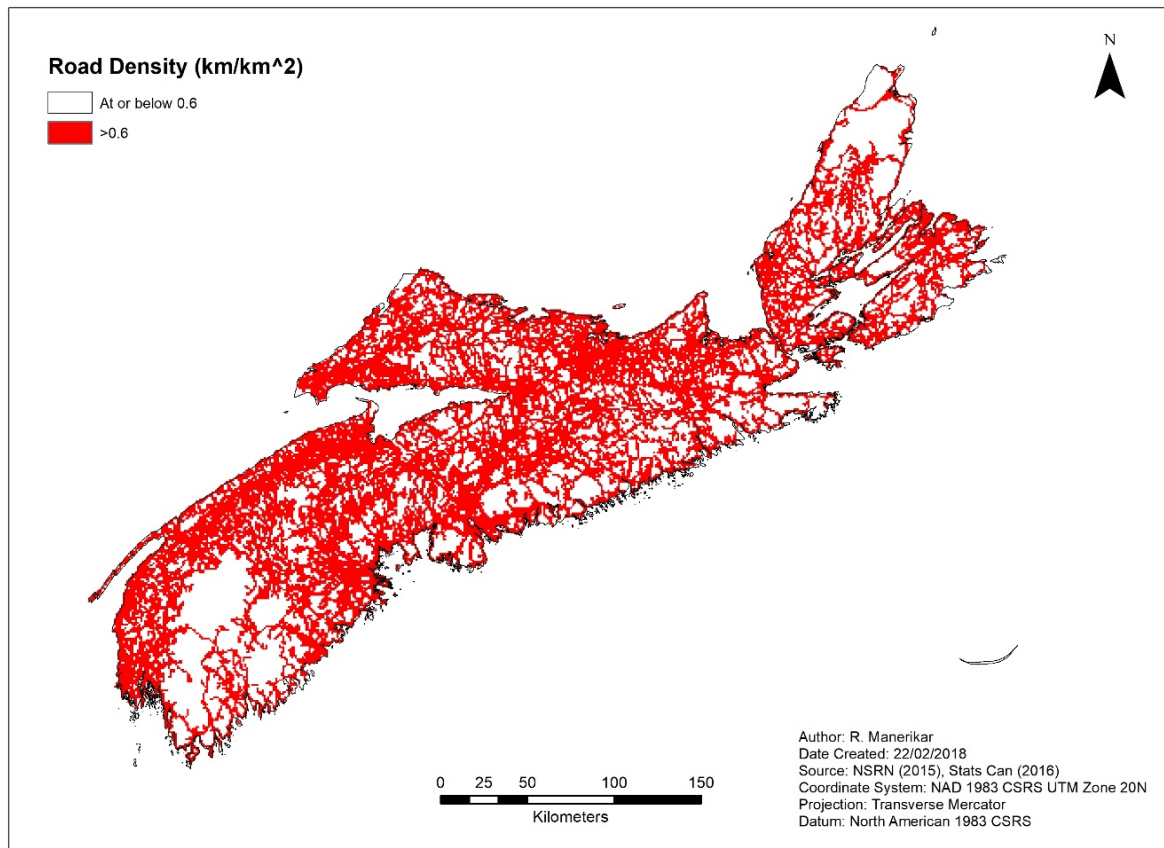 Road Density (km/km^2)
At or below 0.6
>0.6
N
0 25 50 100 150
Kilometers
Author: R. Manerikar
Date Created: 22/02/2018
Source: NSRN (2015), Stats Can (2016)
Coordinate System: NAD 1983 CSRS UTM Zone 20N
Projection: Transverse Mercator
Datum: North American 1983 CSRS